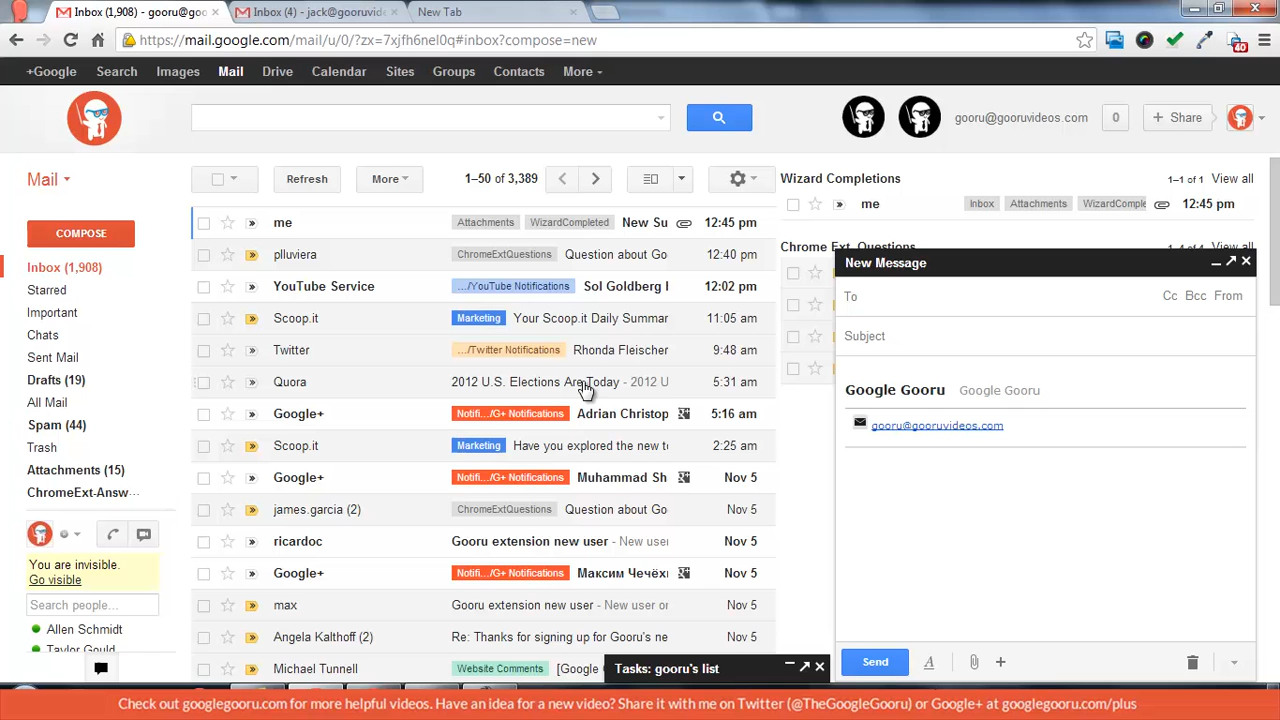 Inbox (1,908) - gooru@goo
Inbox (4) - jack@gooruvide
New Tab
https://mail.google.com/mail/u/0/?zx=7xjfh6nel0q#inbox?compose=new
40
+Google Search Images Mail Drive Calendar Sites Groups Contacts More
gooru@gooruvideos.com 0 + Share
Mail
Refresh More 1–50 of 3,389
COMPOSE
Inbox (1,908)
Starred
Important
Chats
Sent Mail
Drafts (19)
All Mail
Spam (44)
Trash
Attachments (15)
ChromeExt-Answ...
You are invisible.
Go visible
Search people...
Allen Schmidt
Taylor Gould
me Attachments WizardCompleted New Su 12:45 pm
plluviera ChromeExtQuestions Question about Go 12:40 pm
YouTube Service .../YouTube Notifications Sol Goldberg 12:02 pm
Scoop.it Marketing Your Scoop.it Daily Summar 11:05 am
Twitter .../Twitter Notifications Rhonda Fleischer 9:48 am
Quora 2012 U.S. Elections Are Today - 2012 U 5:31 am
Google+ Notifi.../G+ Notifications Adrian Christop 5:16 am
Scoop.it Marketing Have you explored the new t 2:25 am
Google+ Notifi.../G+ Notifications Muhammad Sh Nov 5
james.garcia (2) ChromeExtQuestions Question about Go Nov 5
ricardoc Gooru extension new user - New user Nov 5
Google+ Notifi.../G+ Notifications Максим Чечёх Nov 5
max Gooru extension new user - New user or Nov 5
Angela Kalthoff (2) Re: Thanks for signing up for Gooru's ne Nov 5
Michael Tunnell Website Comments [Google
Wizard Completions 1–1 of 1 View all
me Inbox Attachments WizardComple 12:45 pm
Chrome Ext. Questions View all
New Message
To Cc Bcc From
Subject
Google Gooru Google Gooru
gooru@gooruvideos.com
Send A +
Tasks: gooru's list
Check out googlegooru.com for more helpful videos. Have an idea for a new video? Share it with me on Twitter (@TheGoogleGooru) or Google+ at googlegooru.com/plus